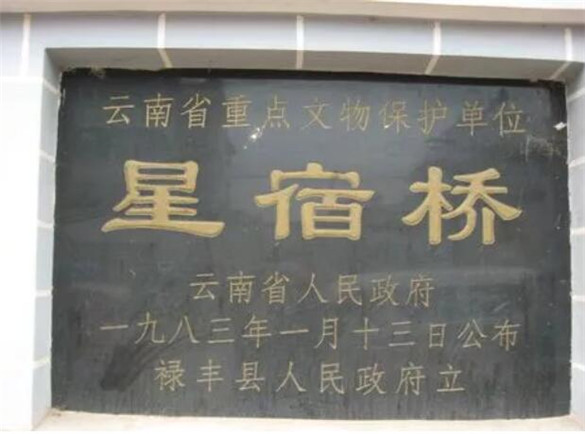 云南省重点文物保护单位
星宿桥
云南省人民政府
一九八三年一月十三日公布
禄丰县人民政府立